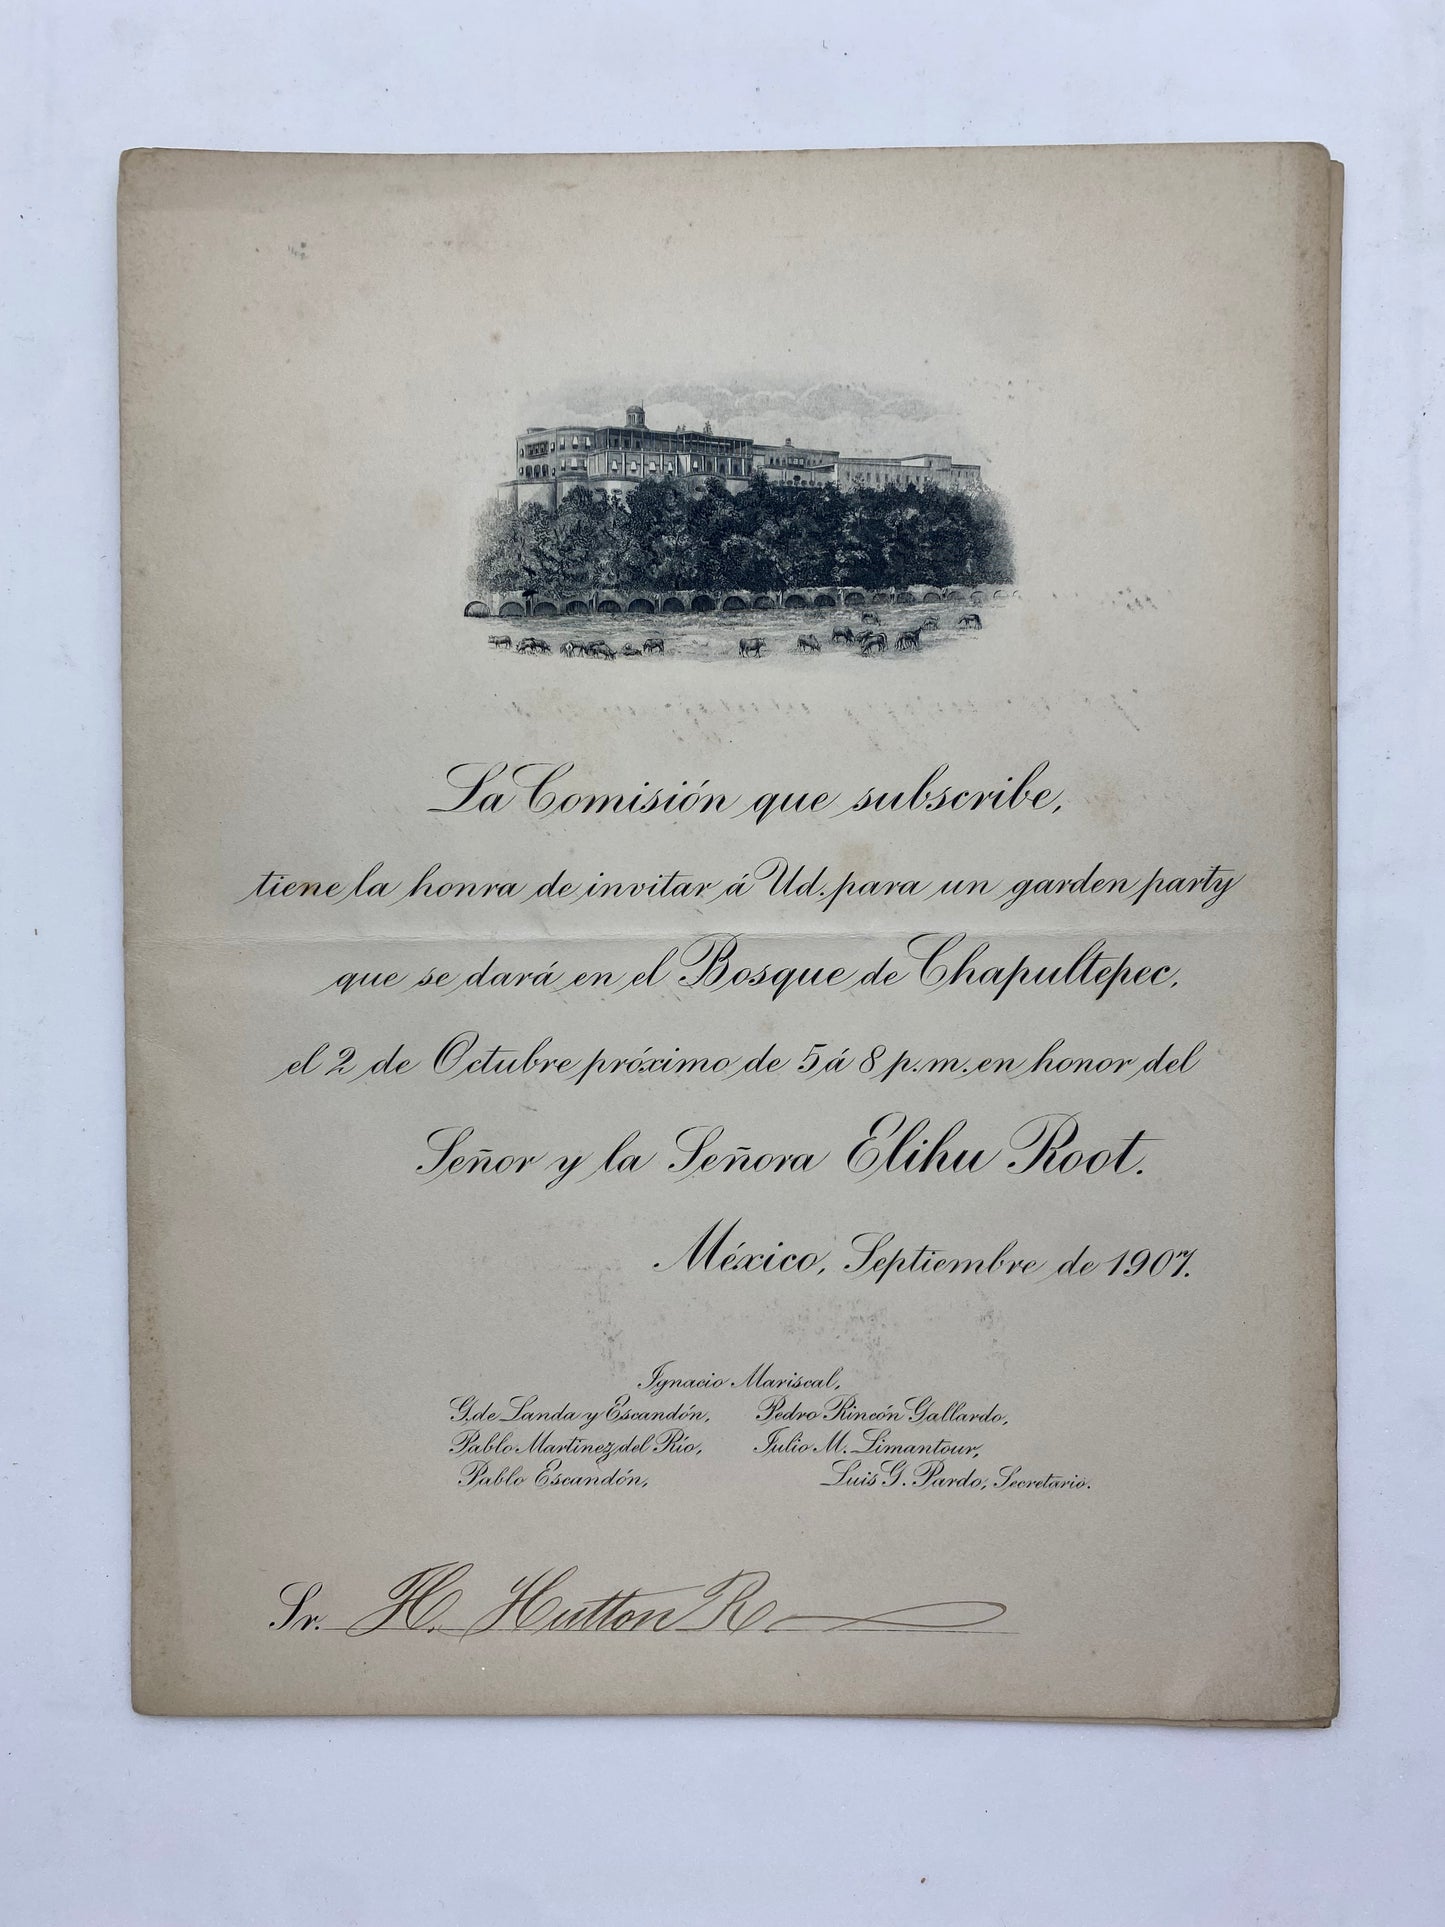 La Comisión que subscribe,
tiene la honra de invitar á Ud. para un garden party
que se dará en el Bosque de Chapultepec,
el 2 de Octubre próximo de 5 á 8 p.m. en honor del
Señor y la Señora Elihu Root.
México, Septiembre de 1907.
Ignacio Mariscal,
G. de Landa y Escandón, Pedro Rincón Gallardo,
Pablo Martinez del Río, Julio M. Limantour,
Pablo Escandón, Luis G. Pardo, Secretario.
Sr. H. Hutton R.